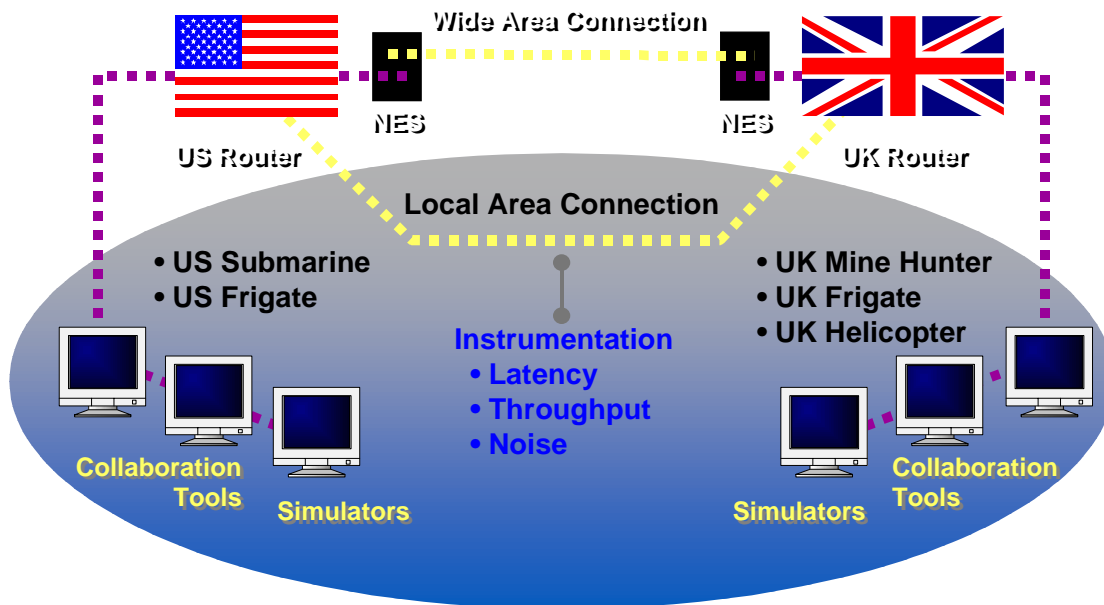 Wide Area Connection
NES
NES
US Router
UK Router
Local Area Connection
• US Submarine
• US Frigate
• UK Mine Hunter
• UK Frigate
• UK Helicopter
Instrumentation
• Latency
• Throughput
• Noise
Collaboration
Tools
Simulators
Simulators
Collaboration
Tools